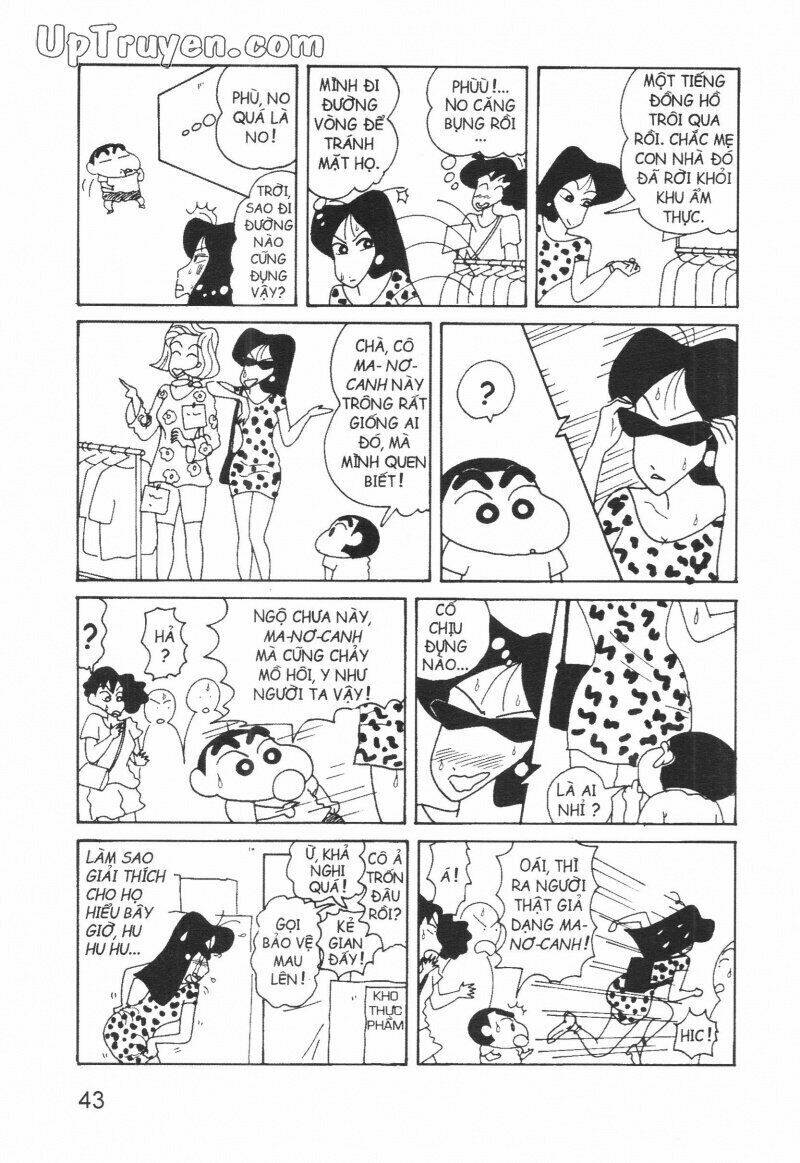 UpTruyen.com
MỘT TIẾNG
ĐỒNG HỒ
TRÔI QUA
RỒI. CHẮC MẸ
CON NHÀ ĐÓ
ĐÃ RỜI KHỎI
KHU ẨM
THỰC.
PHÙÙ!...
NO CĂNG
BỤNG RỒI
...
MÌNH ĐI
ĐƯỜNG
VÒNG ĐỂ
TRÁNH
MẶT HỌ.
PHÙ, NO
QUÁ LÀ
NO!
TRỜI,
SAO ĐI
ĐƯỜNG
NÀO
CŨNG
ĐỤNG
VẬY?
?
CHÀ, CÔ
MA-NƠ-
CANH NÀY
TRÔNG RẤT
GIỐNG AI
ĐÓ, MÀ
MÌNH QUEN
BIẾT!
LÀ AI
NHỈ?
CỐ
CHỊU
ĐỰNG
NÀO...
NGỘ CHƯA NÀY,
MA-NƠ-CANH
MÀ CŨNG CHẢY
MỒ HÔI, Y NHƯ
NGƯỜI TA VẬY!
HẢ
?
?
OÁI, THÌ
RA NGƯỜI
THẬT GIẢ
DẠNG MA-
NƠ-CANH!
Á!
HIC!
CÔ Ả
TRỐN
ĐÂU
RỒI?
Ừ, KHẢ
NGHI
QUÁ!
KẺ
GIAN
ĐẤY!
GỌI
BẢO VỆ
MAU
LÊN!
KHO
THỰC
PHẨM
LÀM SAO
GIẢI THÍCH
CHO HỌ
HIỂU BÂY
GIỜ, HU
HU HU...
43